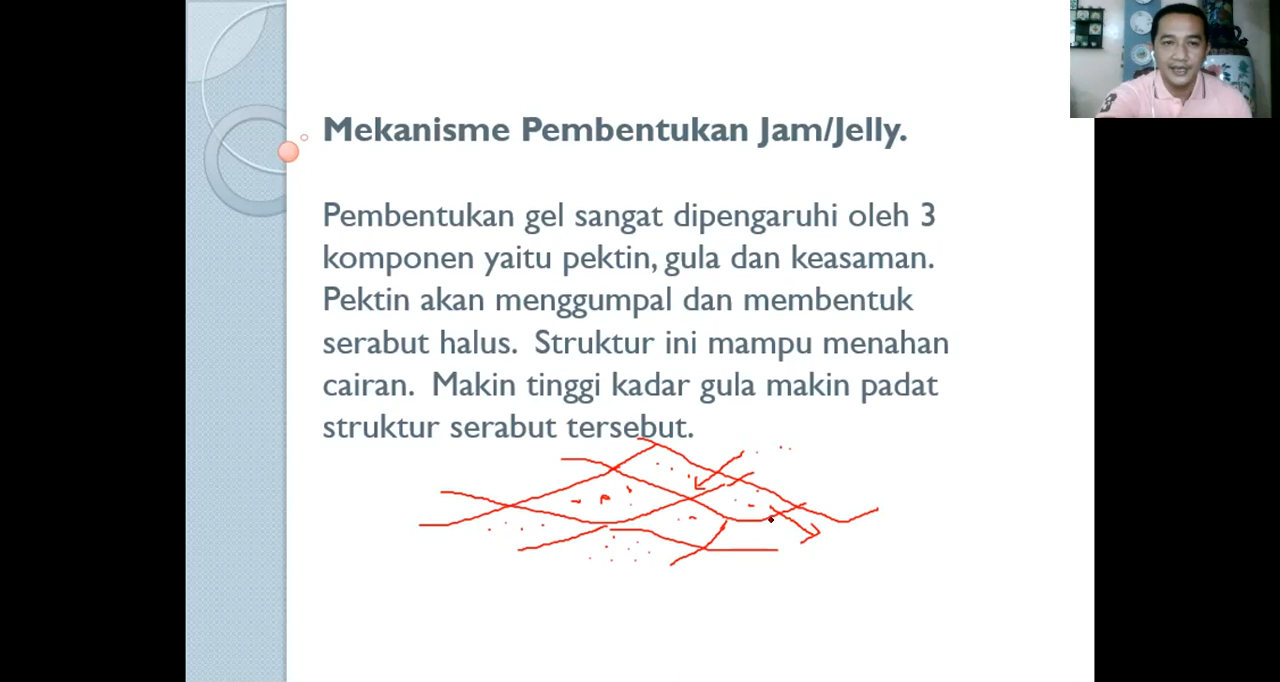 Mekanisme Pembentukan Jam/Jelly.
Pembentukan gel sangat dipengaruhi oleh 3
komponen yaitu pektin, gula dan keasaman.
Pektin akan menggumpal dan membentuk
serabut halus.  Struktur ini mampu menahan
cairan.  Makin tinggi kadar gula makin padat
struktur serabut tersebut.